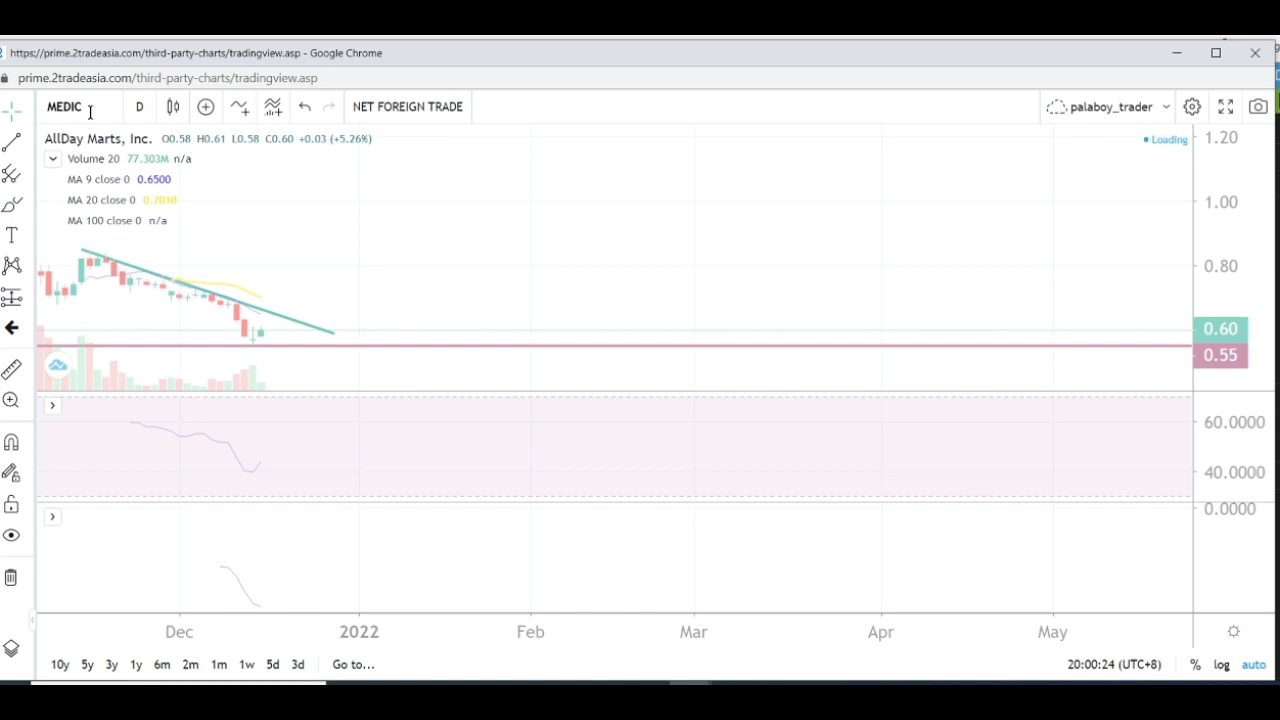 https://prime.2tradeasia.com/third-party-charts/tradingview.asp - Google Chrome
prime.2tradeasia.com/third-party-charts/tradingview.asp
MEDIC D NET FOREIGN TRADE palaboy_trader
AllDay Marts, Inc. O0.58 H0.61 L0.58 C0.60 +0.03 (+5.26%)
Loading
Volume 20 77.303M n/a
MA 9 close 0 0.6500
MA 20 close 0 0.7010
MA 100 close 0 n/a
T
1.20
1.00
0.80
0.60
0.55
60.0000
40.0000
0.0000
Dec 2022 Feb Mar Apr May
10y 5y 3y 1y 6m 2m 1m 1w 5d 3d Go to... 20:00:24 (UTC+8) % log auto